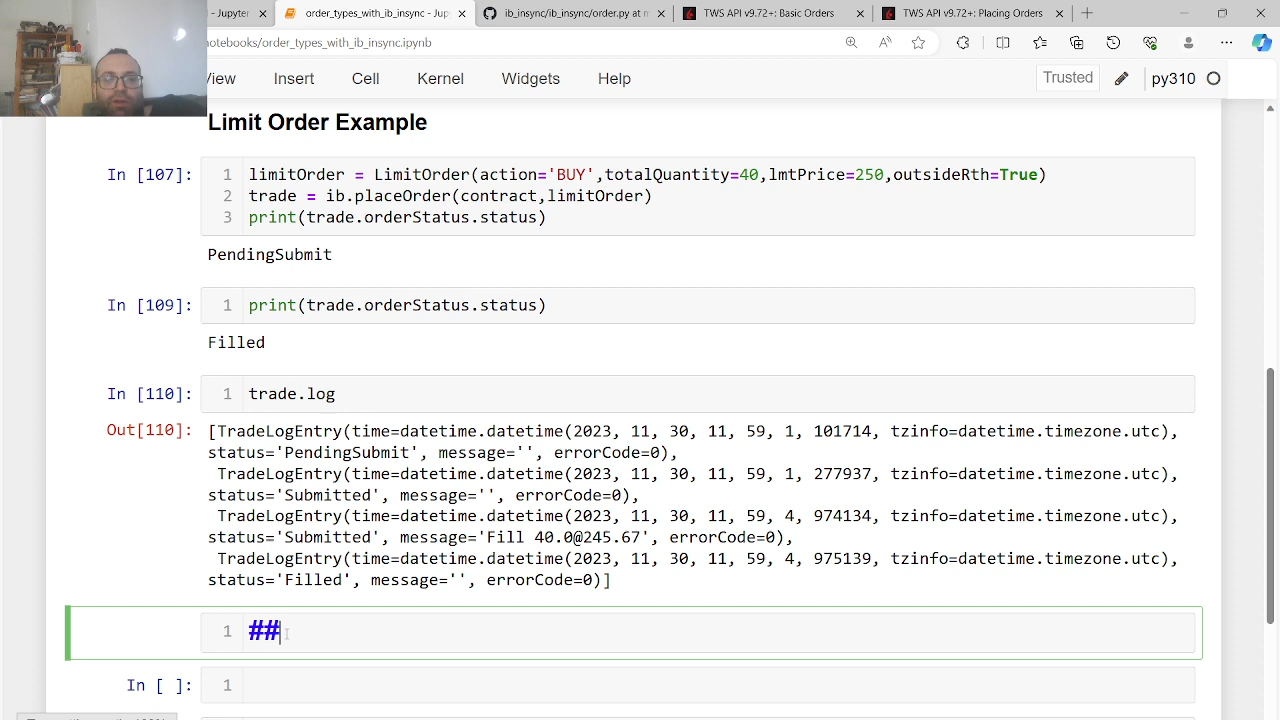 - Jupyter
order_types_with_ib_insync - Jup
ib_insync/ib_insync/order.py at m
TWS API v9.72+: Basic Orders
TWS API v9.72+: Placing Orders
notebooks/order_types_with_ib_insync.ipynb
View
Insert
Cell
Kernel
Widgets
Help
Trusted
py310
Limit Order Example
In [107]:
1 limitOrder = LimitOrder(action='BUY',totalQuantity=40,lmtPrice=250,outsideRth=True)
2 trade = ib.placeOrder(contract,limitOrder)
3 print(trade.orderStatus.status)
PendingSubmit
In [109]:
1 print(trade.orderStatus.status)
Filled
In [110]:
1 trade.log
Out[110]:
[TradeLogEntry(time=datetime.datetime(2023, 11, 30, 11, 59, 1, 101714, tzinfo=datetime.timezone.utc),
status='PendingSubmit', message='', errorCode=0),
TradeLogEntry(time=datetime.datetime(2023, 11, 30, 11, 59, 1, 277937, tzinfo=datetime.timezone.utc),
status='Submitted', message='', errorCode=0),
TradeLogEntry(time=datetime.datetime(2023, 11, 30, 11, 59, 4, 974134, tzinfo=datetime.timezone.utc),
status='Submitted', message='Fill 40.0@245.67', errorCode=0),
TradeLogEntry(time=datetime.datetime(2023, 11, 30, 11, 59, 4, 975139, tzinfo=datetime.timezone.utc),
status='Filled', message='', errorCode=0)]
1 ##
In [ ]:
1